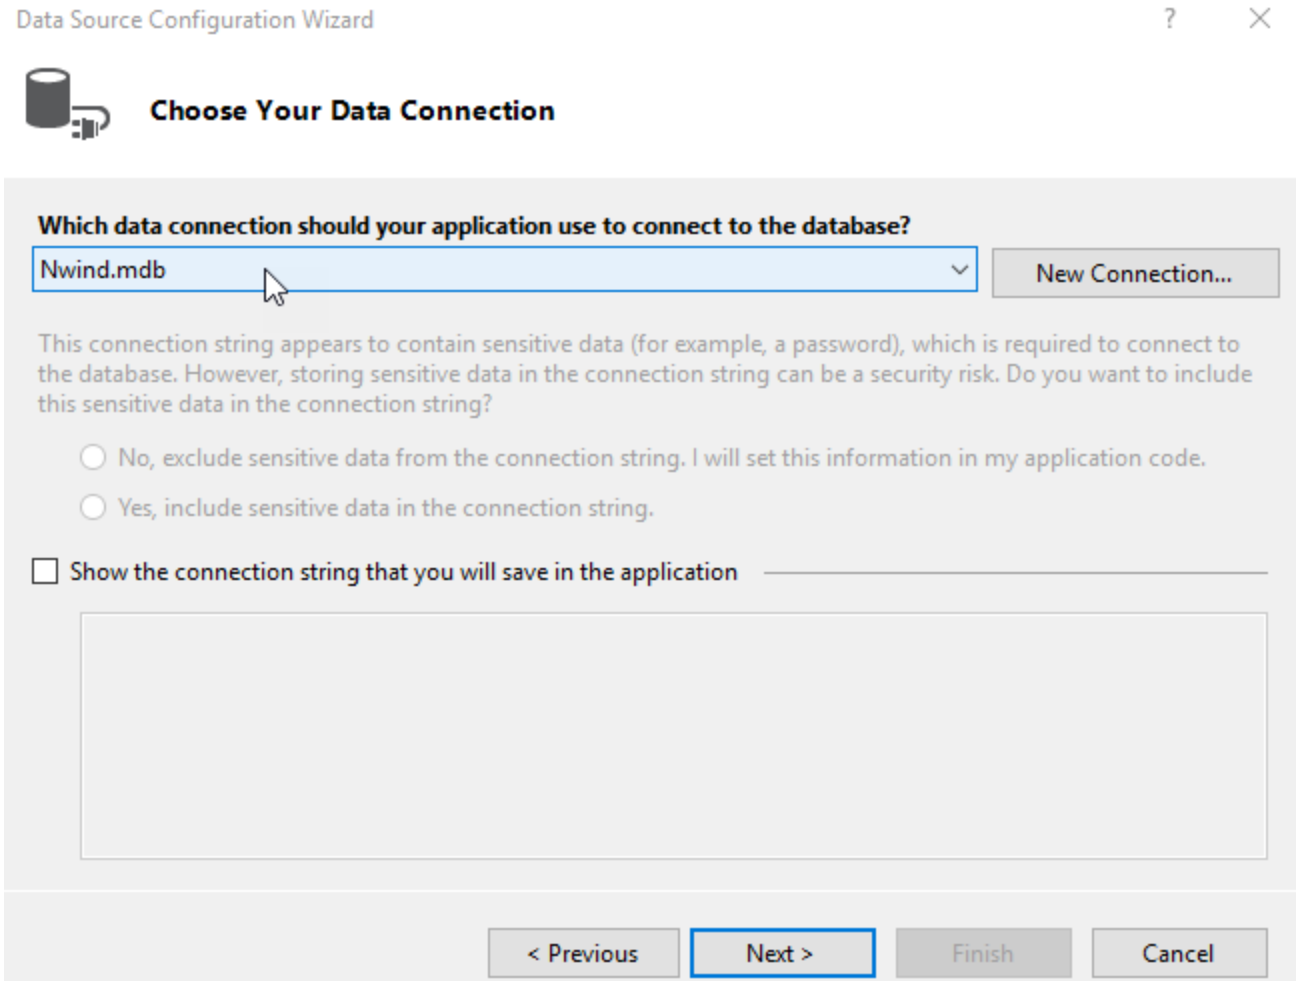 Data Source Configuration Wizard
?
Choose Your Data Connection
Which data connection should your application use to connect to the database?
Nwind.mdb
New Connection...
This connection string appears to contain sensitive data (for example, a password), which is required to connect to
the database. However, storing sensitive data in the connection string can be a security risk. Do you want to include
this sensitive data in the connection string?
No, exclude sensitive data from the connection string. I will set this information in my application code.
Yes, include sensitive data in the connection string.
Show the connection string that you will save in the application
< Previous
Next >
Finish
Cancel